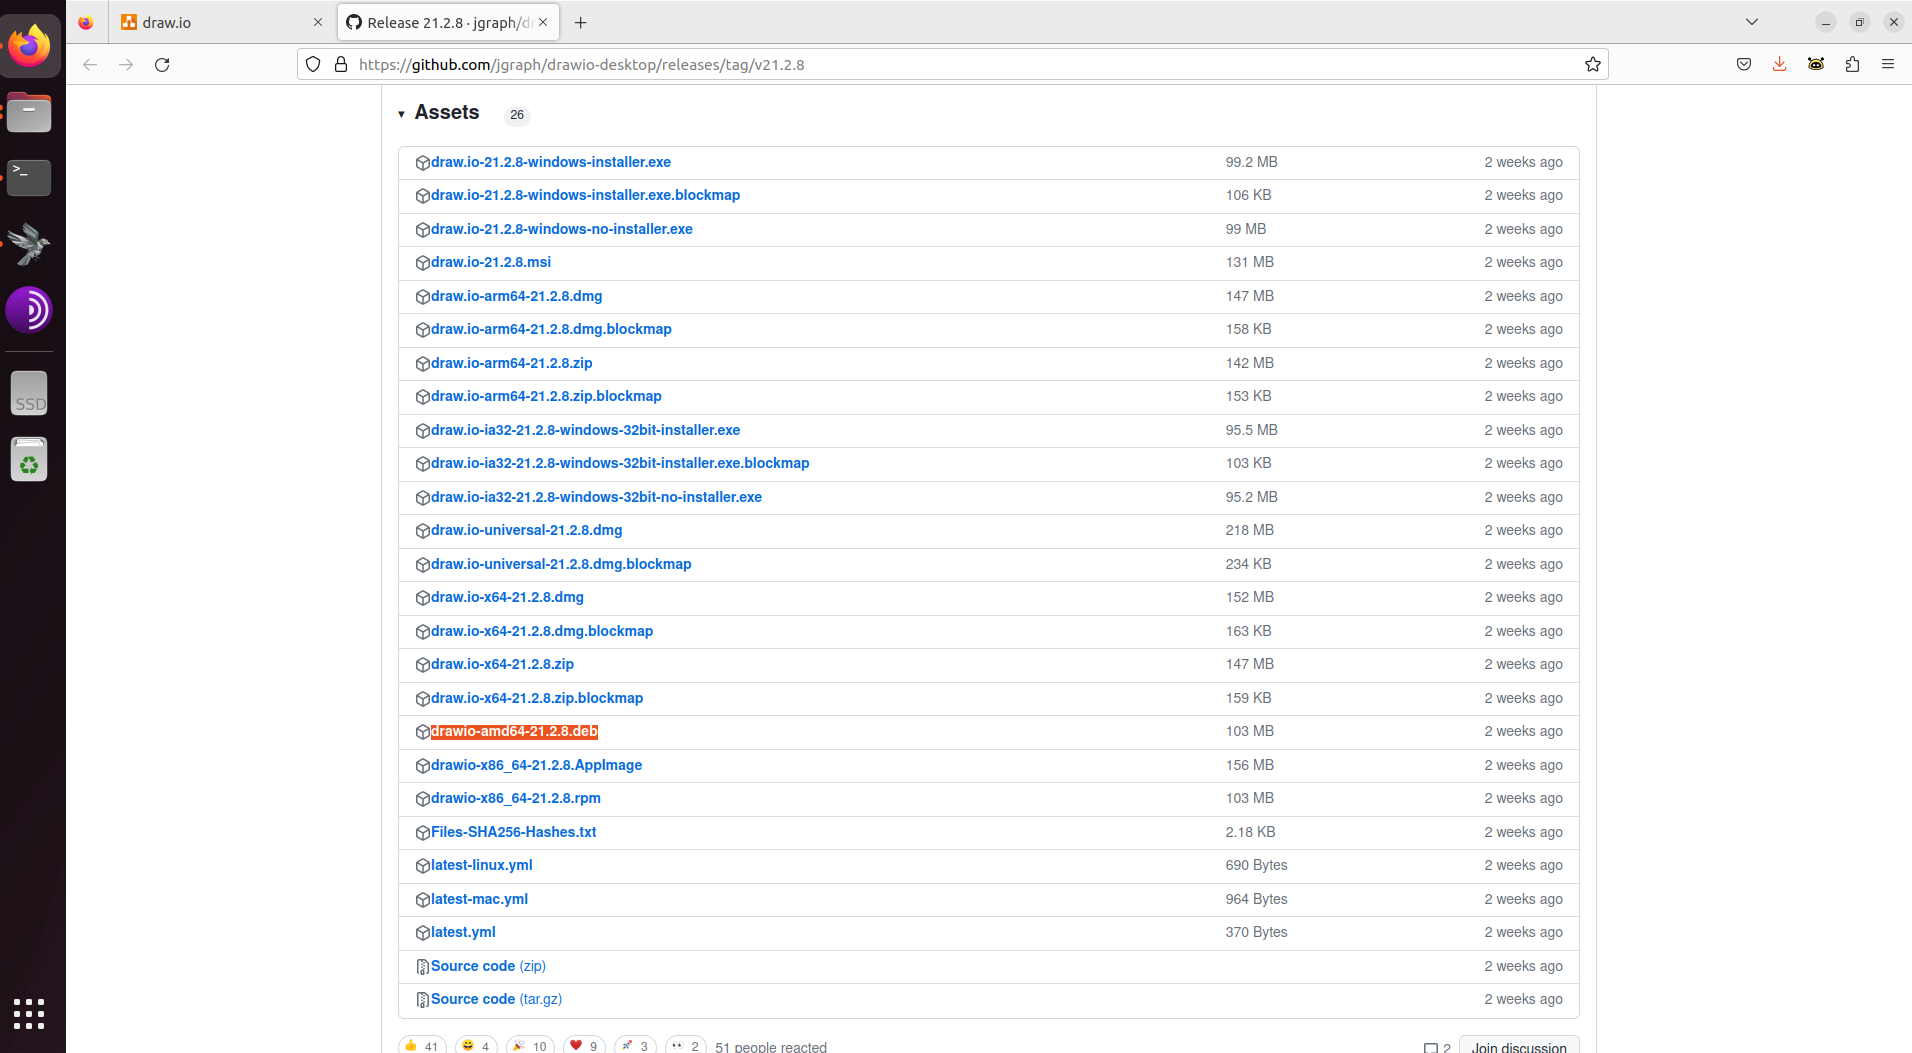 draw.io
Release 21.2.8 · jgraph/dr
https://github.com/jgraph/drawio-desktop/releases/tag/v21.2.8
>_
SSD
Assets 26
draw.io-21.2.8-windows-installer.exe 99.2 MB 2 weeks ago
draw.io-21.2.8-windows-installer.exe.blockmap 106 KB 2 weeks ago
draw.io-21.2.8-windows-no-installer.exe 99 MB 2 weeks ago
draw.io-21.2.8.msi 131 MB 2 weeks ago
draw.io-arm64-21.2.8.dmg 147 MB 2 weeks ago
draw.io-arm64-21.2.8.dmg.blockmap 158 KB 2 weeks ago
draw.io-arm64-21.2.8.zip 142 MB 2 weeks ago
draw.io-arm64-21.2.8.zip.blockmap 153 KB 2 weeks ago
draw.io-ia32-21.2.8-windows-32bit-installer.exe 95.5 MB 2 weeks ago
draw.io-ia32-21.2.8-windows-32bit-installer.exe.blockmap 103 KB 2 weeks ago
draw.io-ia32-21.2.8-windows-32bit-no-installer.exe 95.2 MB 2 weeks ago
draw.io-universal-21.2.8.dmg 218 MB 2 weeks ago
draw.io-universal-21.2.8.dmg.blockmap 234 KB 2 weeks ago
draw.io-x64-21.2.8.dmg 152 MB 2 weeks ago
draw.io-x64-21.2.8.dmg.blockmap 163 KB 2 weeks ago
draw.io-x64-21.2.8.zip 147 MB 2 weeks ago
draw.io-x64-21.2.8.zip.blockmap 159 KB 2 weeks ago
drawio-amd64-21.2.8.deb 103 MB 2 weeks ago
drawio-x86_64-21.2.8.AppImage 156 MB 2 weeks ago
drawio-x86_64-21.2.8.rpm 103 MB 2 weeks ago
Files-SHA256-Hashes.txt 2.18 KB 2 weeks ago
latest-linux.yml 690 Bytes 2 weeks ago
latest-mac.yml 964 Bytes 2 weeks ago
latest.yml 370 Bytes 2 weeks ago
Source code (zip) 2 weeks ago
Source code (tar.gz) 2 weeks ago
👍 41 😄 4 🎉 10 ❤️ 9 🚀 3 👀 2 51 people reacted 2 Join discussion